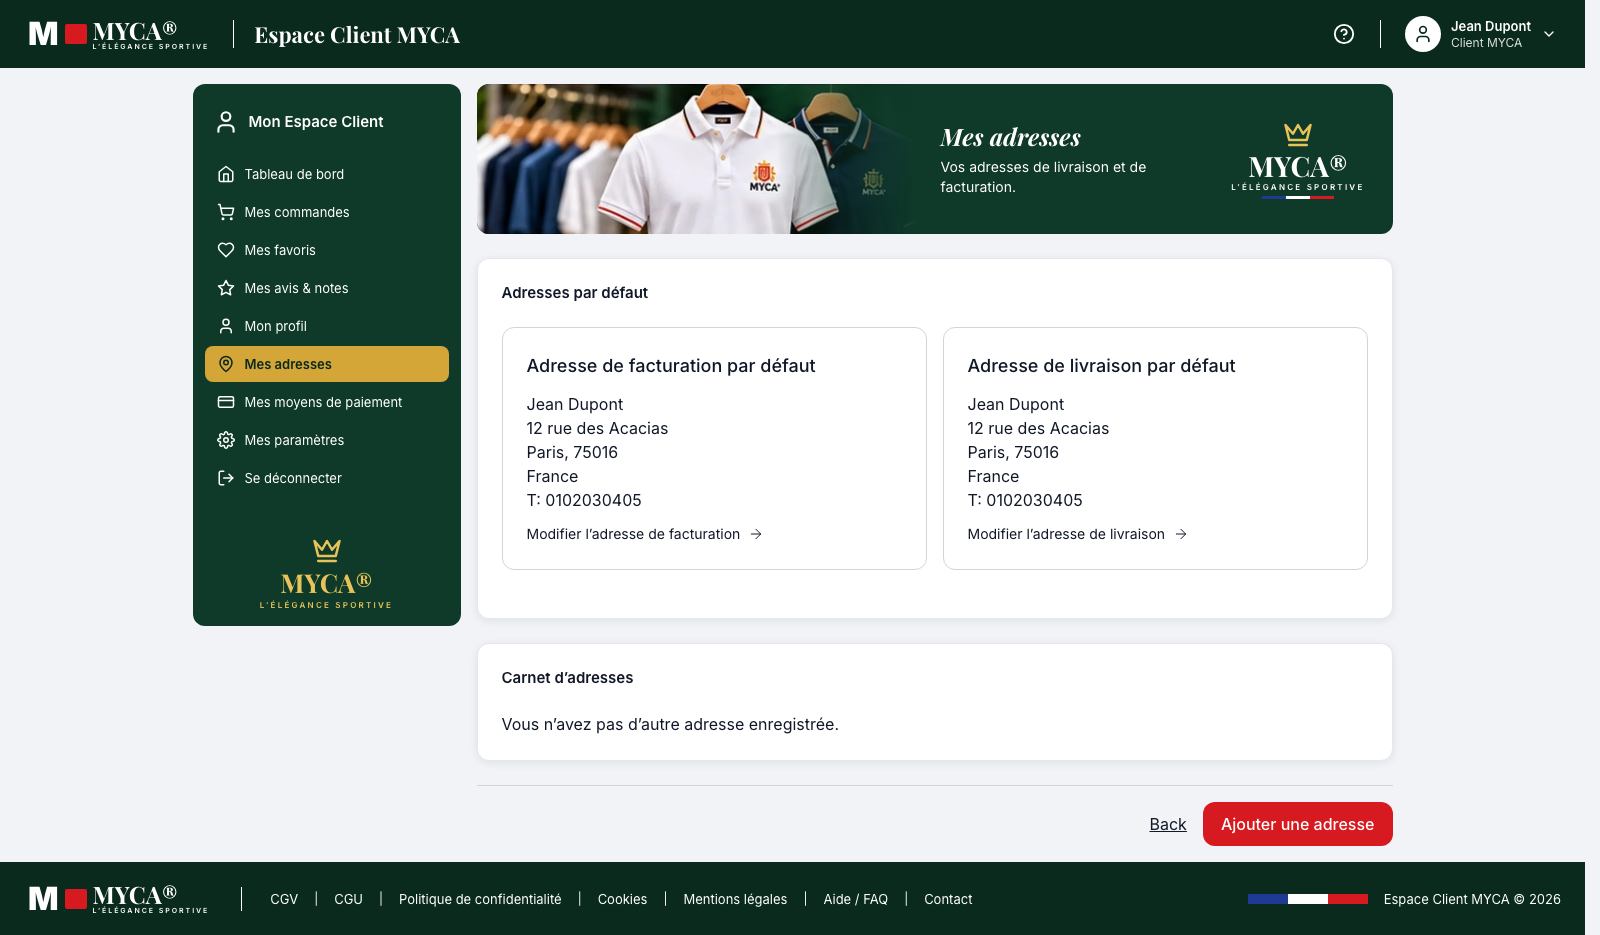 M MYCA®
L'ÉLÉGANCE SPORTIVE
Espace Client MYCA
Jean Dupont
Client MYCA
Mon Espace Client
Tableau de bord
Mes commandes
Mes favoris
Mes avis & notes
Mon profil
Mes adresses
Mes moyens de paiement
Mes paramètres
Se déconnecter
MYCA®
L'ÉLÉGANCE SPORTIVE
MYCA
MYCA
Mes adresses
Vos adresses de livraison et de
facturation.
MYCA®
L'ÉLÉGANCE SPORTIVE
Adresses par défaut
Adresse de facturation par défaut
Jean Dupont
12 rue des Acacias
Paris, 75016
France
T: 0102030405
Modifier l’adresse de facturation
Adresse de livraison par défaut
Jean Dupont
12 rue des Acacias
Paris, 75016
France
T: 0102030405
Modifier l’adresse de livraison
Carnet d’adresses
Vous n’avez pas d’autre adresse enregistrée.
Back
Ajouter une adresse
M MYCA®
L'ÉLÉGANCE SPORTIVE
CGV | CGU | Politique de confidentialité | Cookies | Mentions légales | Aide / FAQ | Contact
Espace Client MYCA © 2026